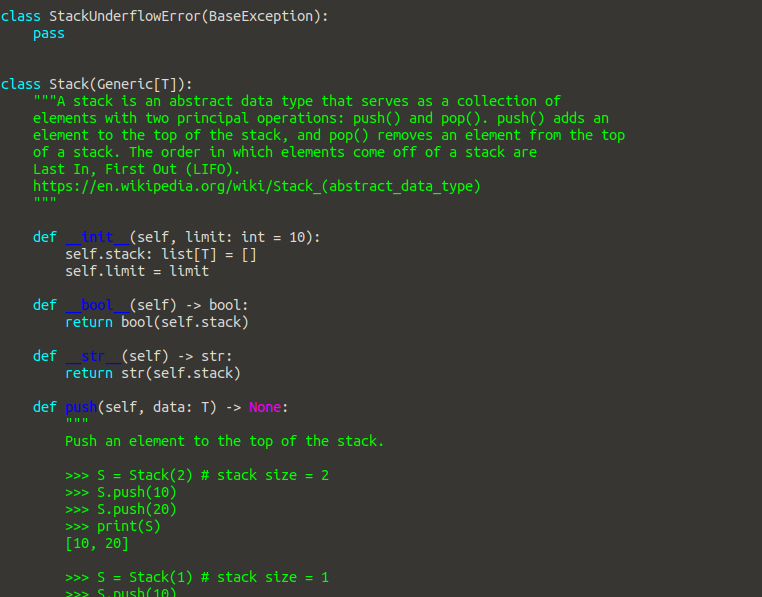 class StackUnderflowError(BaseException):
    pass


class Stack(Generic[T]):
    """A stack is an abstract data type that serves as a collection of
    elements with two principal operations: push() and pop(). push() adds an
    element to the top of the stack, and pop() removes an element from the top
    of a stack. The order in which elements come off of a stack are
    Last In, First Out (LIFO).
    https://en.wikipedia.org/wiki/Stack_(abstract_data_type)
    """

    def __init__(self, limit: int = 10):
        self.stack: list[T] = []
        self.limit = limit

    def __bool__(self) -> bool:
        return bool(self.stack)

    def __str__(self) -> str:
        return str(self.stack)

    def push(self, data: T) -> None:
        """
        Push an element to the top of the stack.

        >>> S = Stack(2) # stack size = 2
        >>> S.push(10)
        >>> S.push(20)
        >>> print(S)
        [10, 20]

        >>> S = Stack(1) # stack size = 1
        >>> S.push(10)